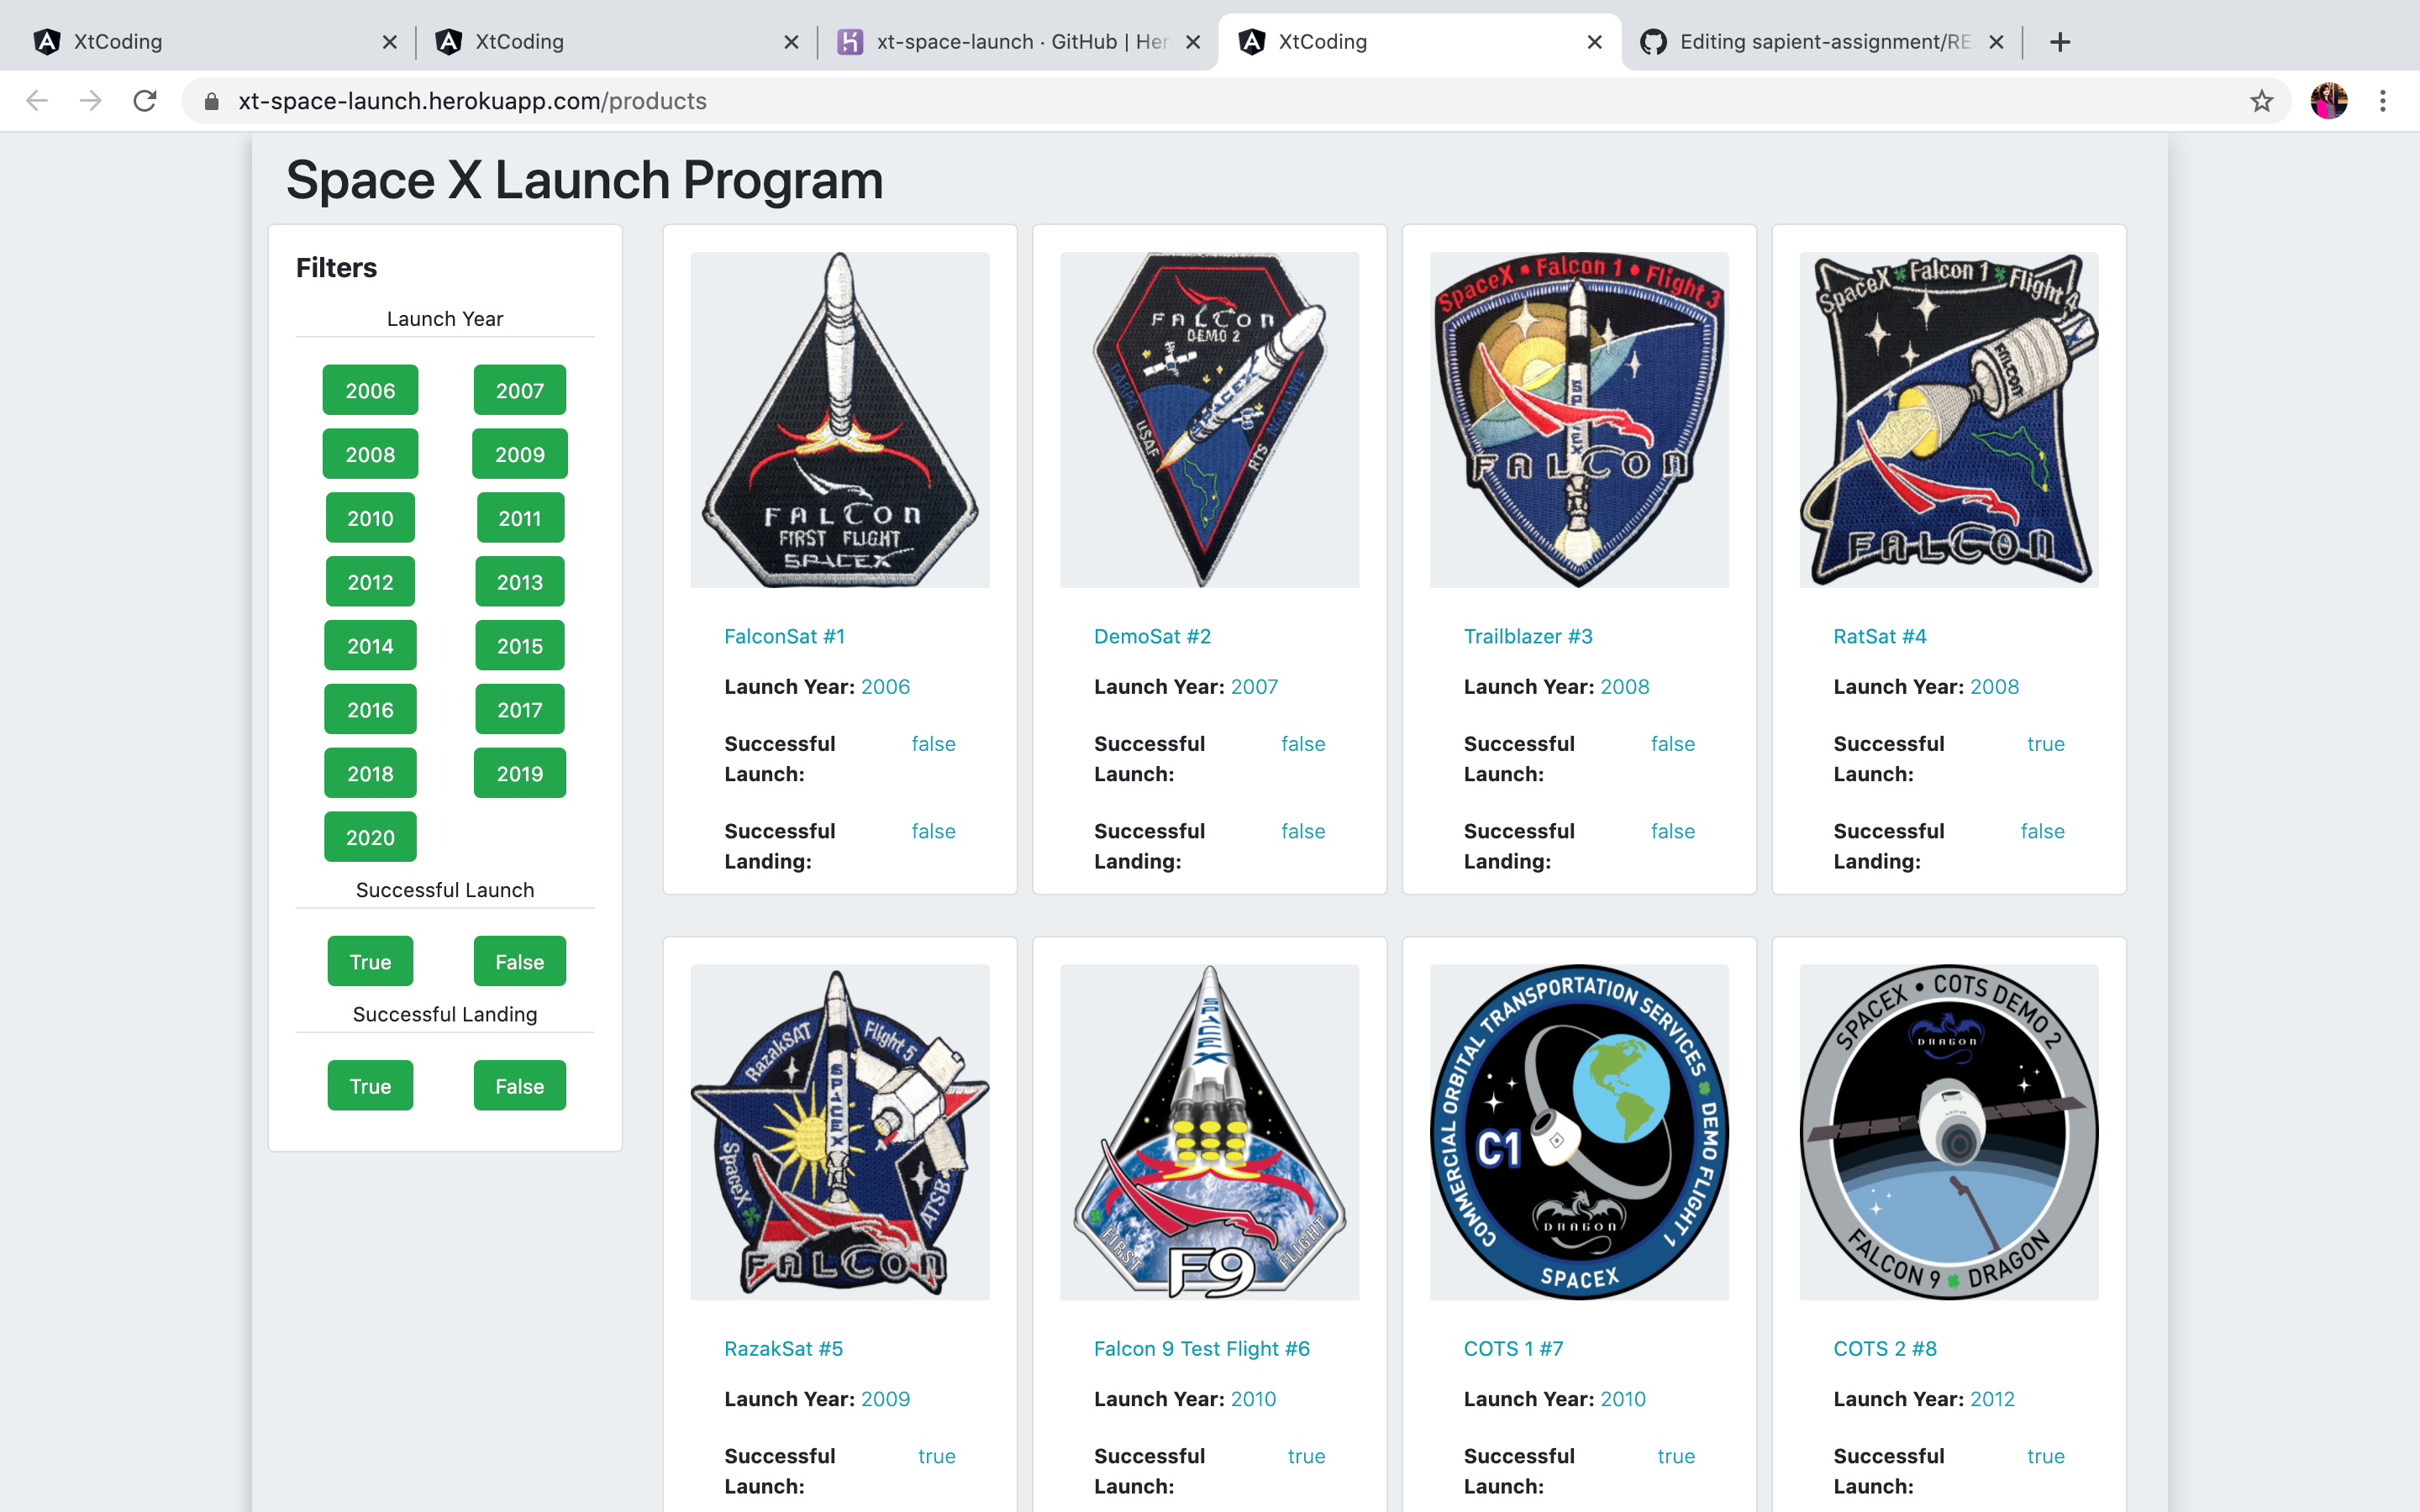 XtCoding
XtCoding
xt-space-launch · GitHub | Her
XtCoding
Editing sapient-assignment/RE
xt-space-launch.herokuapp.com/products
Space X Launch Program
Filters
Launch Year
2006 2007
2008 2009
2010 2011
2012 2013
2014 2015
2016 2017
2018 2019
2020
Successful Launch
True False
Successful Landing
True False
FALCON
FIRST FLIGHT
SPACEX
FalconSat #1
Launch Year: 2006
Successful false
Launch:
Successful false
Landing:
FALCON
DEMO 2
SPACEX
USAF
RTS
DemoSat #2
Launch Year: 2007
Successful false
Launch:
Successful false
Landing:
SpaceX • Falcon 1 • Flight 3
FALCON
Trailblazer #3
Launch Year: 2008
Successful false
Launch:
Successful false
Landing:
SpaceX Falcon 1 Flight 4
FALCON
FALCON
RatSat #4
Launch Year: 2008
Successful true
Launch:
Successful false
Landing:
RazakSAT Flight 5
SPACEX
SpaceX
ATSB
FALCON
RazakSat #5
Launch Year: 2009
Successful true
Launch:
SPACEX
FIRST FLIGHT
F9
Falcon 9 Test Flight #6
Launch Year: 2010
Successful true
Launch:
COMMERCIAL ORBITAL TRANSPORTATION SERVICES DEMO FLIGHT 1
C1
DRAGON
SPACEX
COTS 1 #7
Launch Year: 2010
Successful true
Launch:
SPACEX • COTS DEMO 2
DRAGON
FALCON 9 DRAGON
COTS 2 #8
Launch Year: 2012
Successful true
Launch: